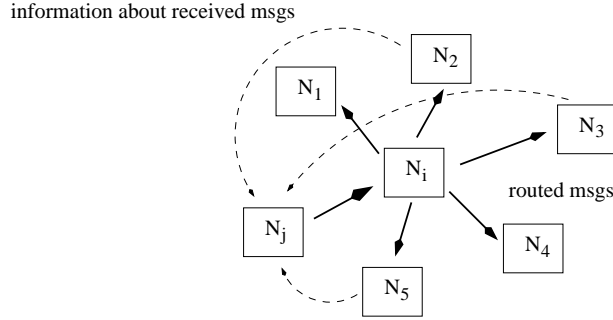 information about received msgs
N2
N1
N3
Ni
routed msgs
Nj
N4
N5